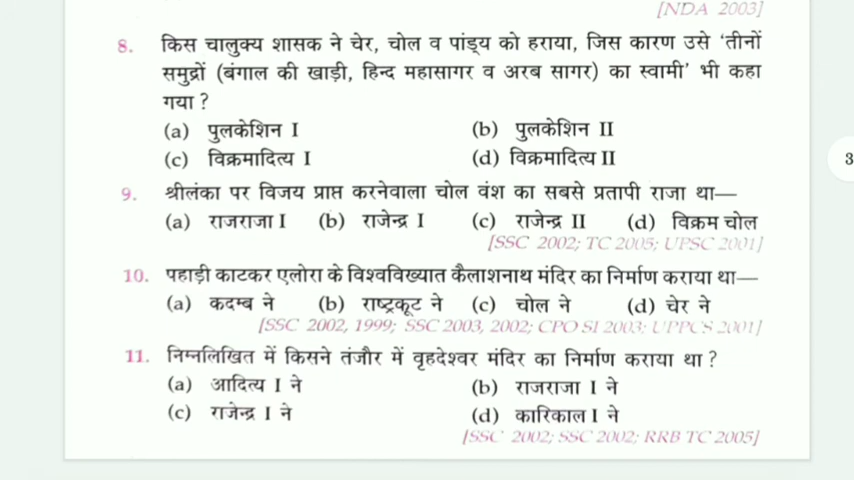 [NDA 2003]
8. किस चालुक्य शासक ने चेर, चोल व पांड्य को हराया, जिस कारण उसे ‘तीनों
समुद्रों (बंगाल की खाड़ी, हिन्द महासागर व अरब सागर) का स्वामी’ भी कहा
गया ?
(a) पुलकेशिन I (b) पुलकेशिन II
(c) विक्रमादित्य I (d) विक्रमादित्य II
3
9. श्रीलंका पर विजय प्राप्त करनेवाला चोल वंश का सबसे प्रतापी राजा था—
(a) राजराजा I (b) राजेन्द्र I (c) राजेन्द्र II (d) विक्रम चोल
[SSC 2002; TC 2005; UPSC 2001]
10. पहाड़ी काटकर एलोरा के विश्वविख्यात कैलाशनाथ मंदिर का निर्माण कराया था—
(a) कदम्ब ने (b) राष्ट्रकूट ने (c) चोल ने (d) चेर ने
[SSC 2002, 1999; SSC 2003, 2002; CPO SI 2003; UPPCS 2001]
11. निम्नलिखित में किसने तंजौर में वृहदेश्वर मंदिर का निर्माण कराया था ?
(a) आदित्य I ने (b) राजराजा I ने
(c) राजेन्द्र I ने (d) कारिकाल I ने
[SSC 2002; SSC 2002; RRB TC 2005]